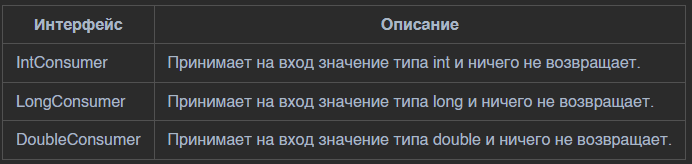 Интерфейс Описание
IntConsumer Принимает на вход значение типа int и ничего не возвращает.
LongConsumer Принимает на вход значение типа long и ничего не возвращает.
DoubleConsumer Принимает на вход значение типа double и ничего не возвращает.